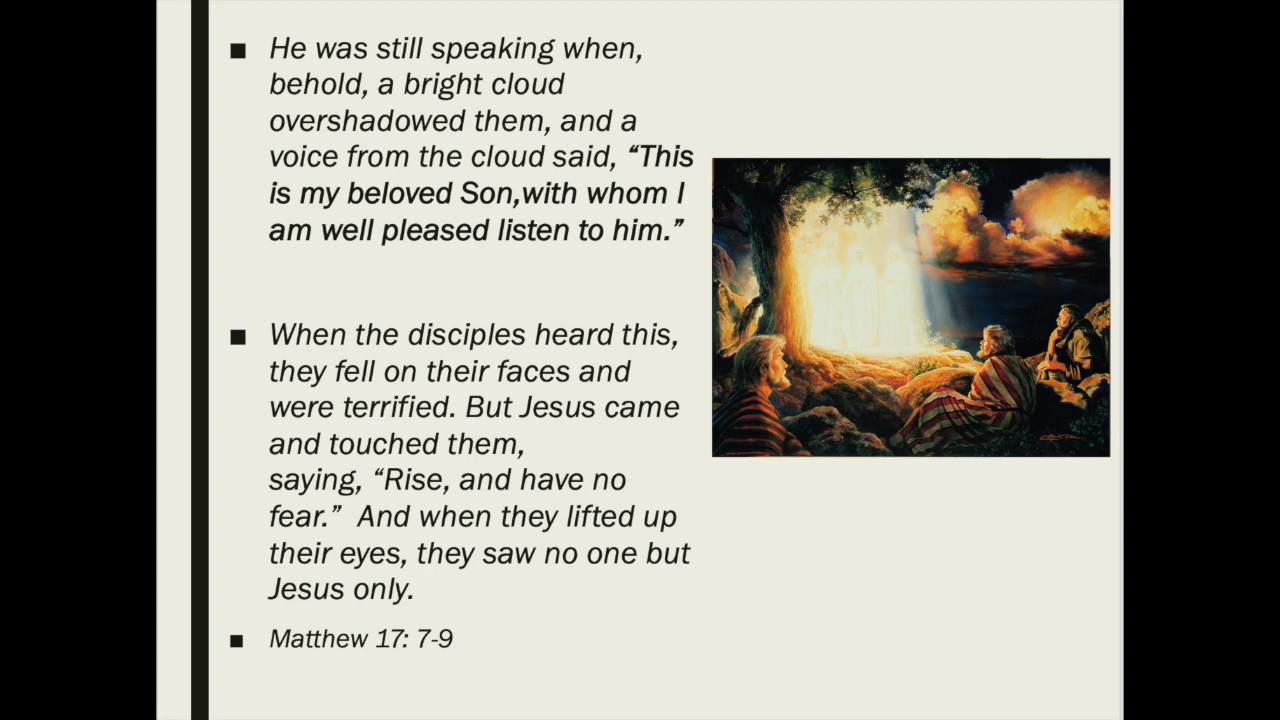 ■ He was still speaking when,
behold, a bright cloud
overshadowed them, and a
voice from the cloud said, “This
is my beloved Son,with whom I
am well pleased listen to him.”
■ When the disciples heard this,
they fell on their faces and
were terrified. But Jesus came
and touched them,
saying, “Rise, and have no
fear.”  And when they lifted up
their eyes, they saw no one but
Jesus only.
■ Matthew 17: 7-9